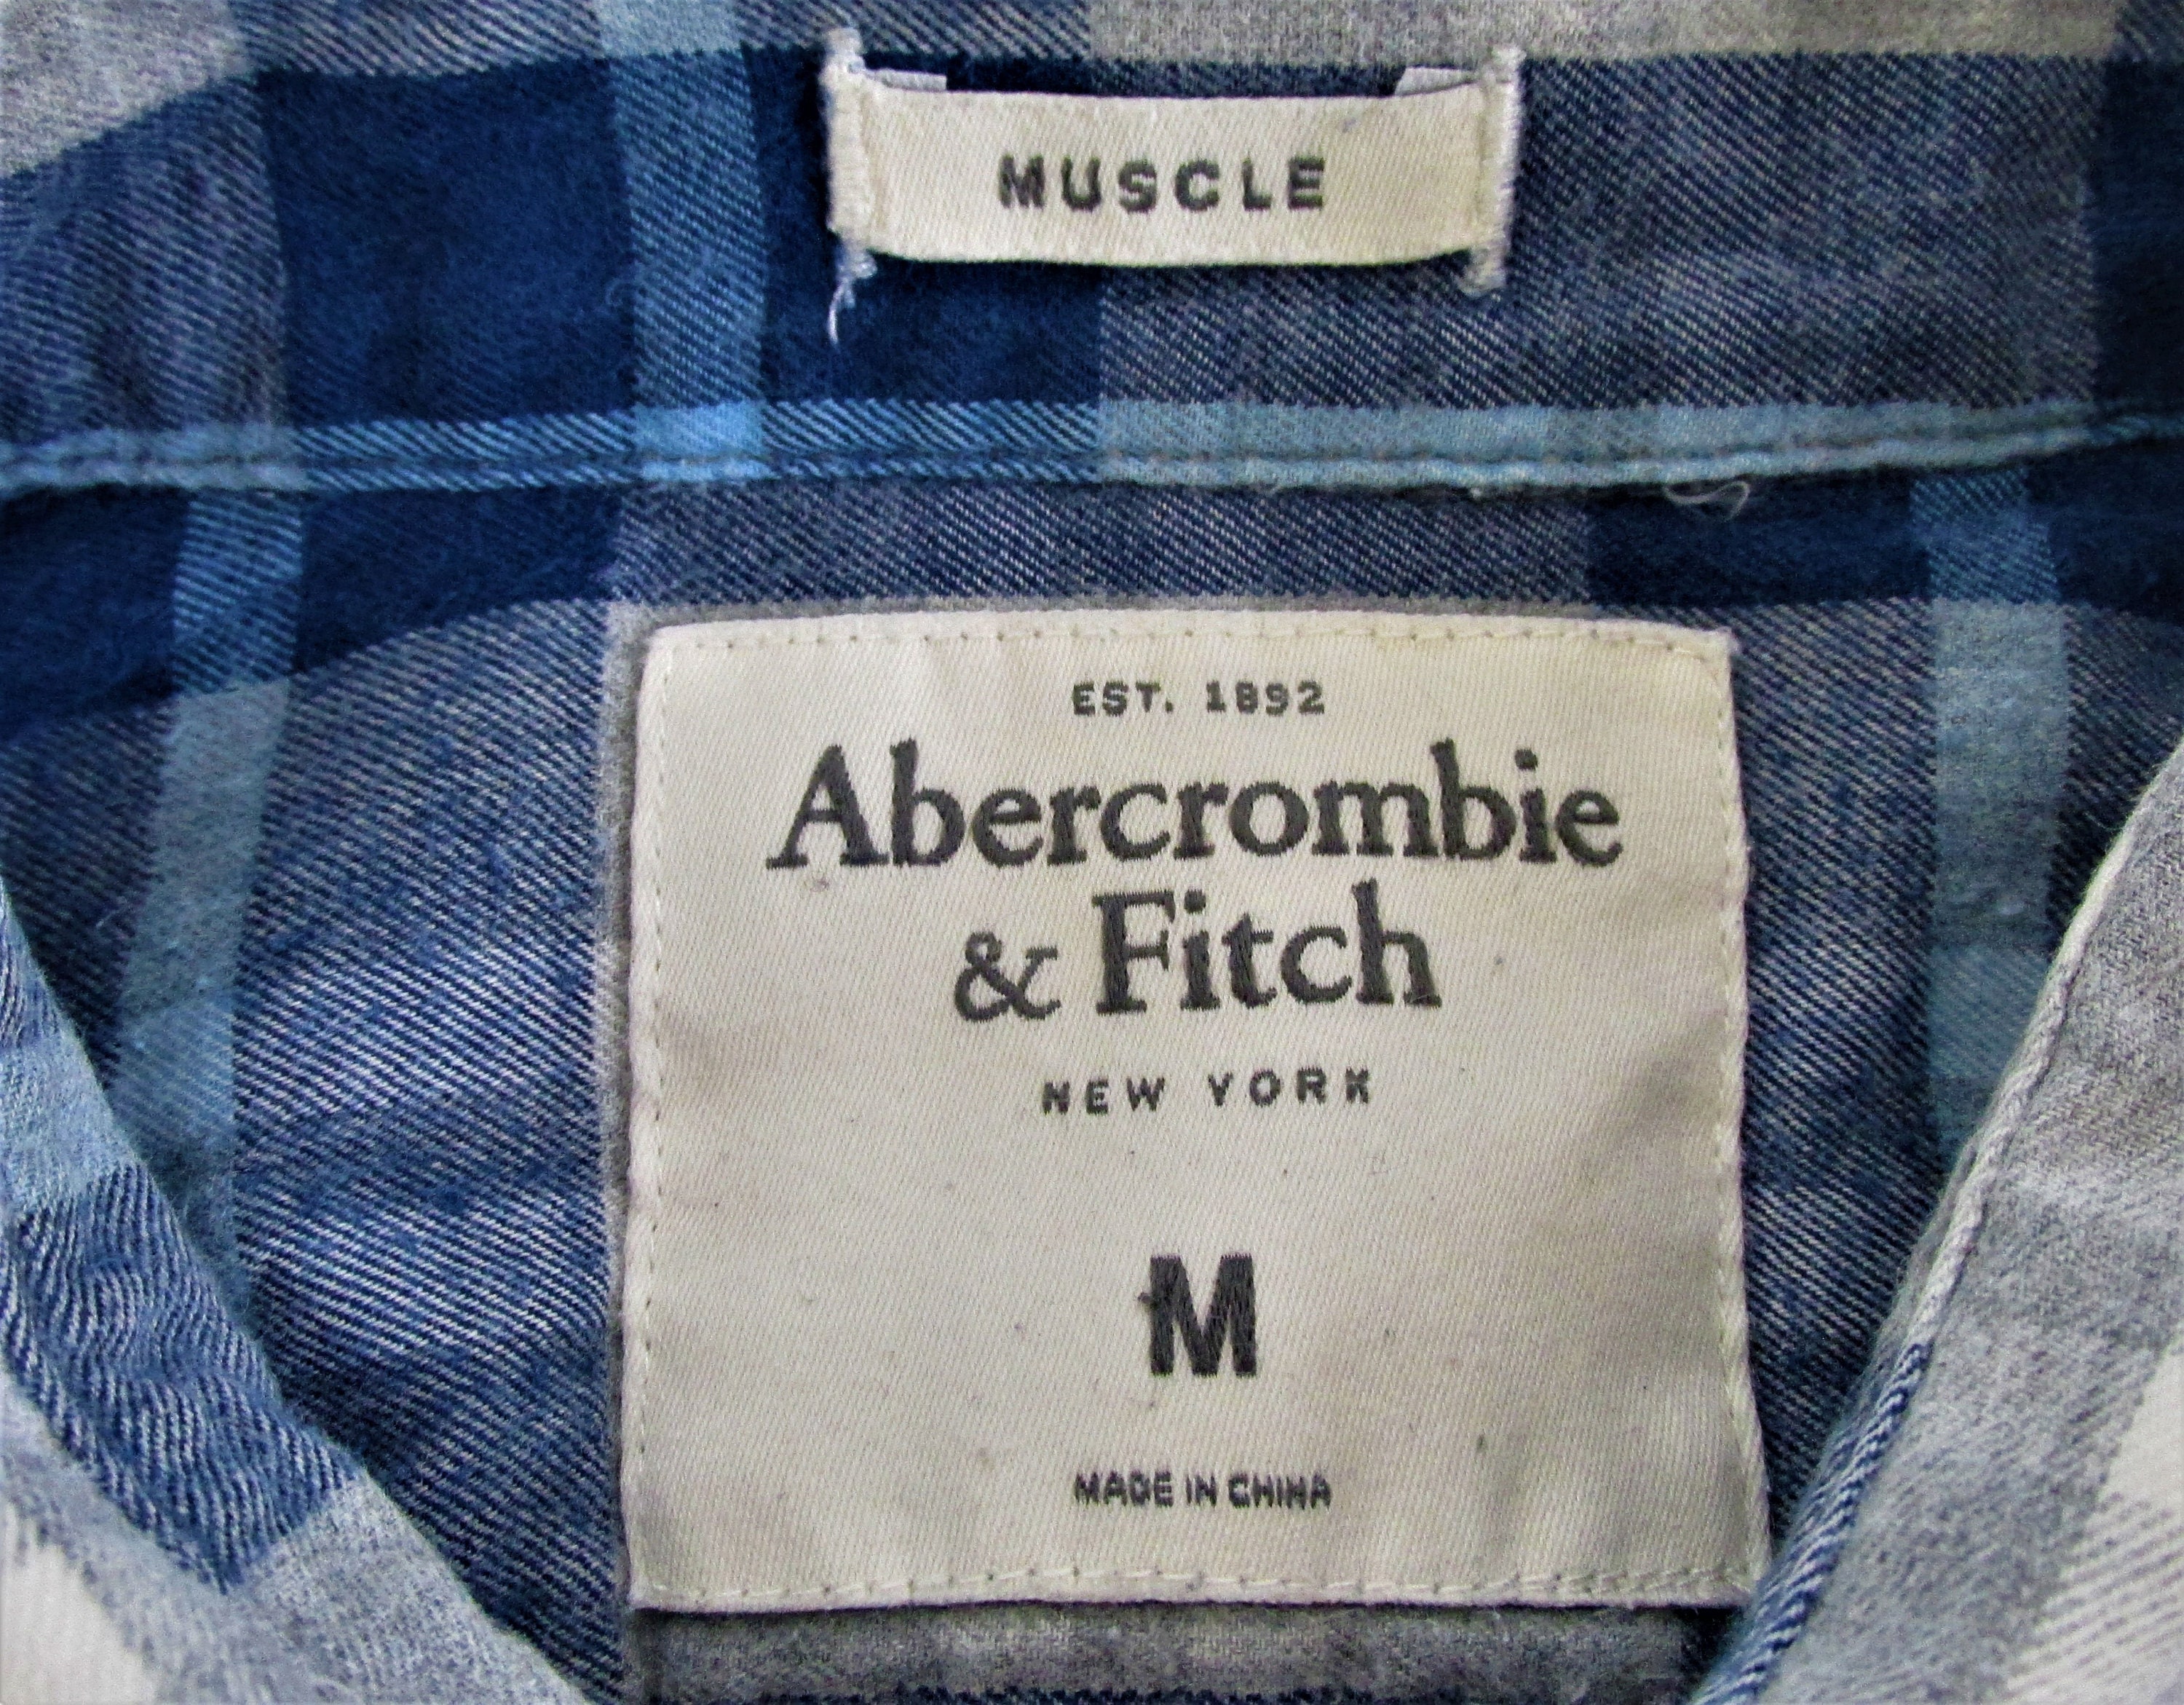 MUSCLE
EST. 1892
Abercrombie
& Fitch
NEW YORK
M
MADE IN CHINA